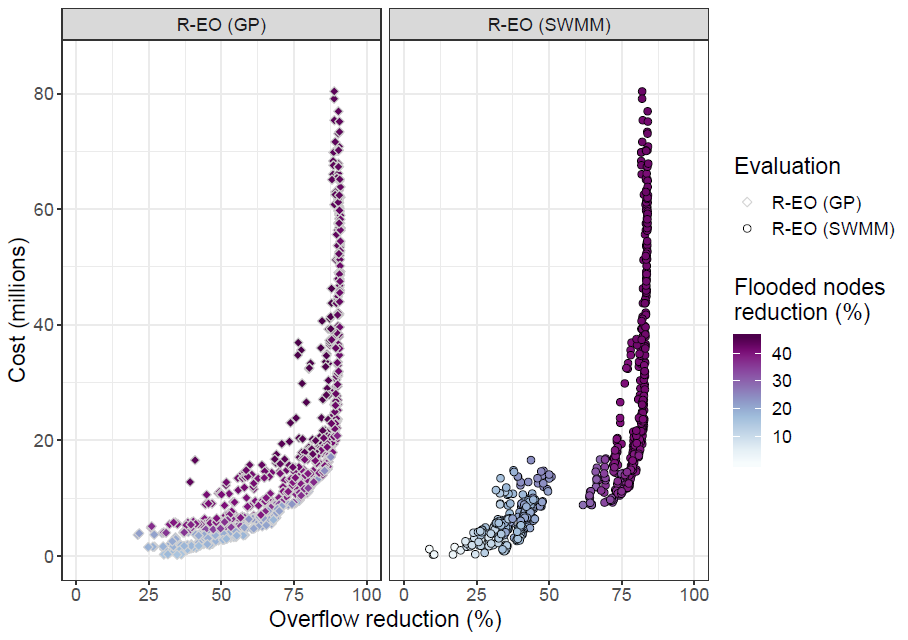 R-EO (GP)
R-EO (SWMM)
80
60
40
20
0
Cost (millions)
0
25
50
75
100
0
25
50
75
100
Overflow reduction (%)
Evaluation
R-EO (GP)
R-EO (SWMM)
Flooded nodes
reduction (%)
40
30
20
10